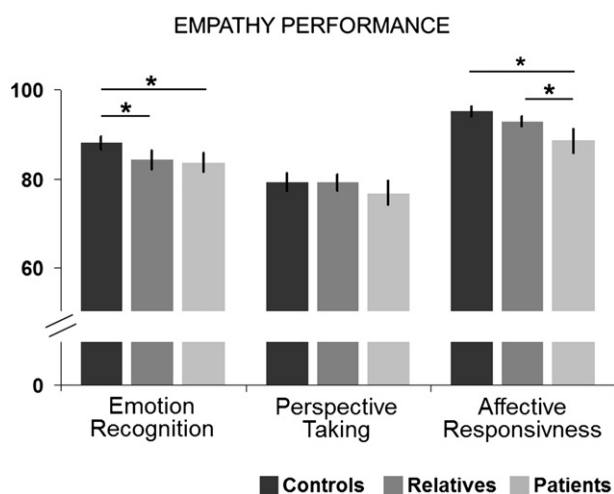 EMPATHY PERFORMANCE
* *
* *
100
80
60
0
Emotion Recognition
Perspective Taking
Affective Responsivness
Controls Relatives Patients